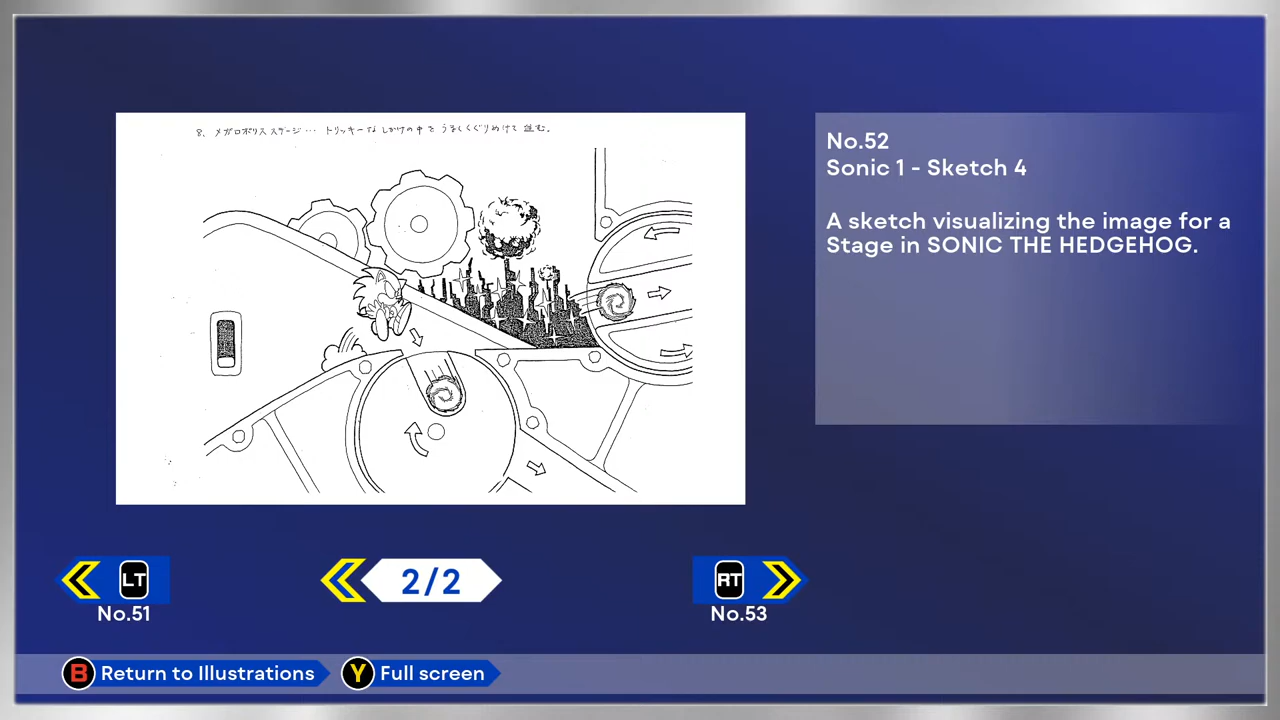 8. メガロポリスステージ… トリッキーなしかけの中をうまくくぐりぬけて進む。
No.52
Sonic 1 - Sketch 4
A sketch visualizing the image for a
Stage in SONIC THE HEDGEHOG.
LT
No.51
2/2
RT
No.53
B Return to Illustrations
Y Full screen